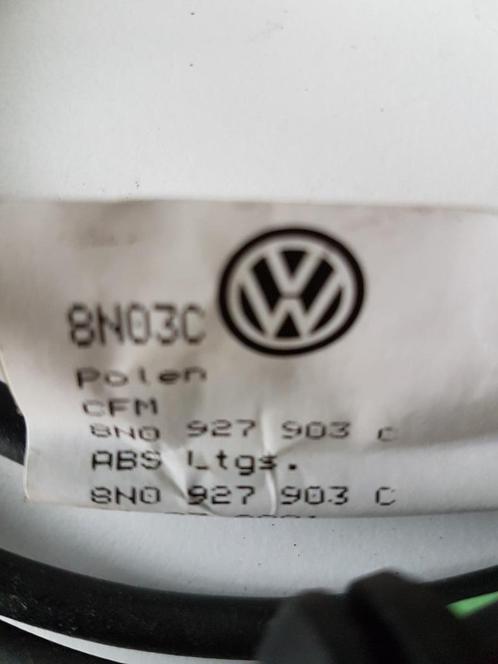 8N03C
Polen
CFM
8N0 927 903 C
ABS Ltgs.
8N0 927 903 C